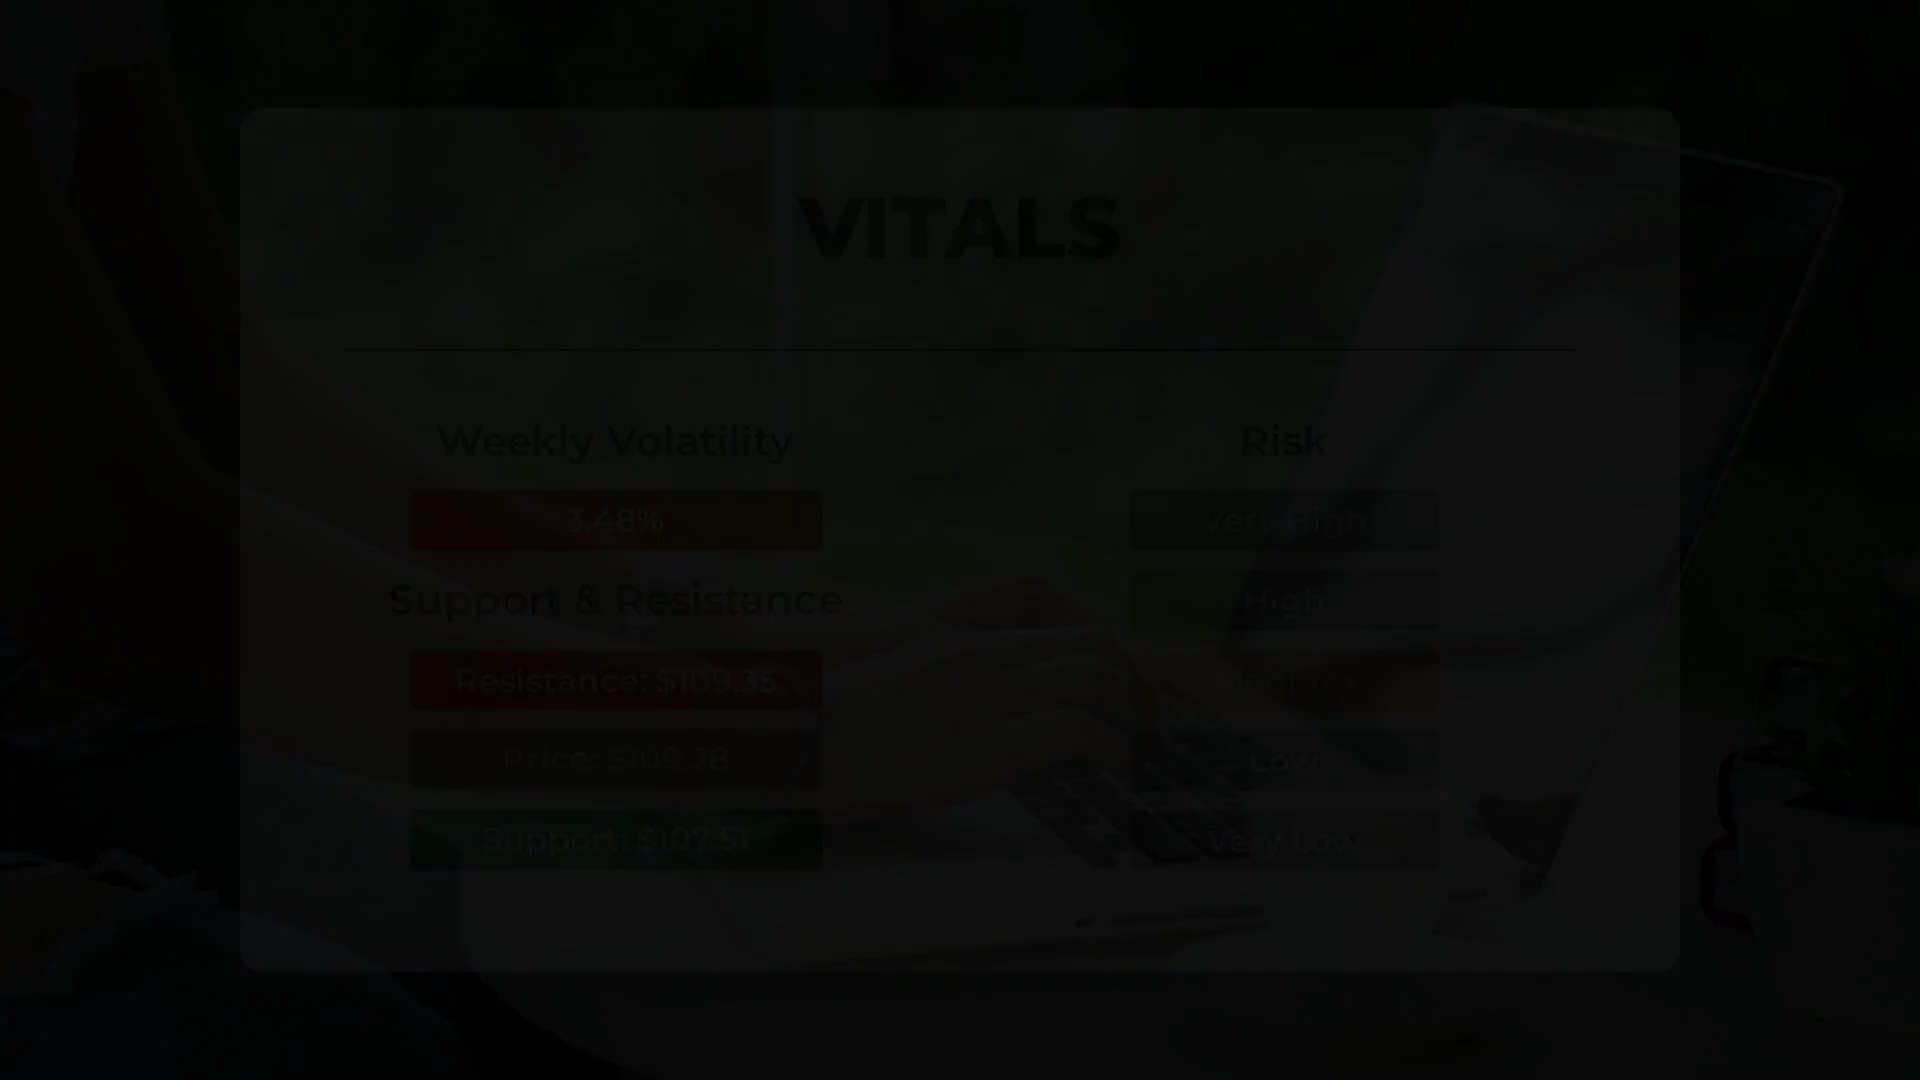 VITALS
Weekly Volatility
3.48%
Support & Resistance
Resistance: $109.35
Price: $109.28
Support: $107.51
Risk
Very High
High
Medium
Low
Very Low